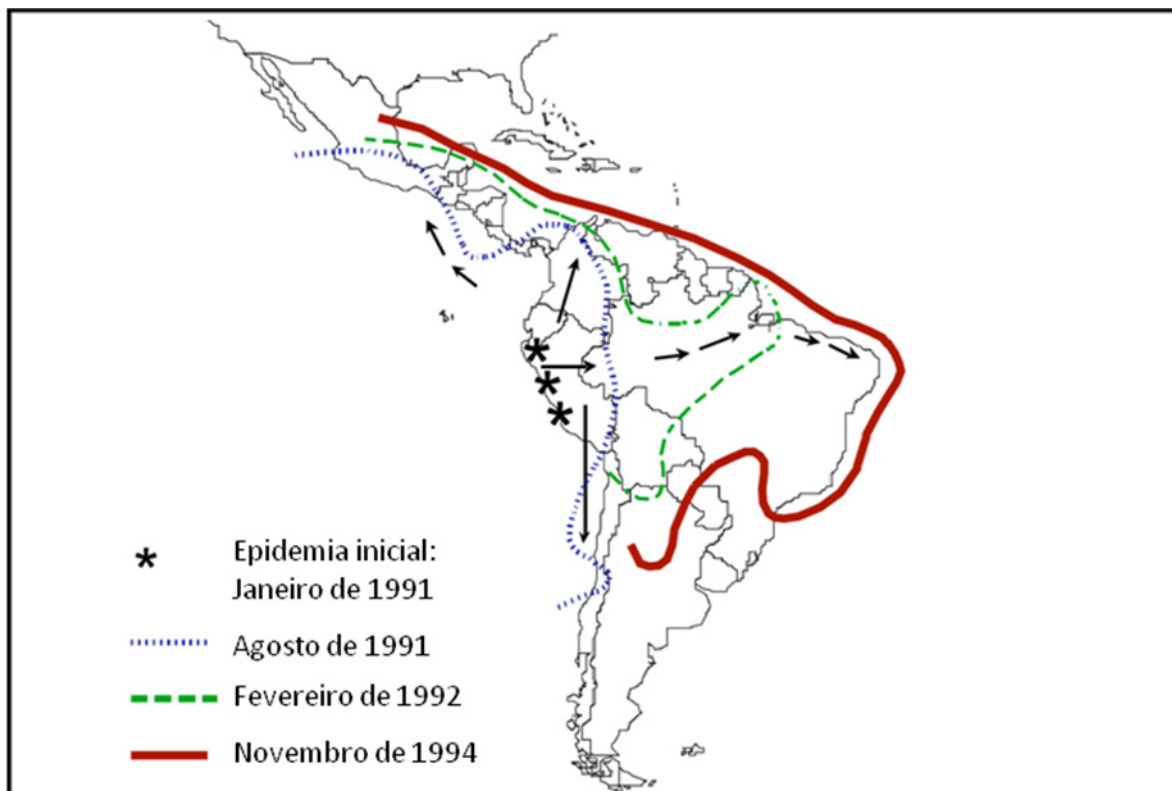 Epidemia inicial:
Janeiro de 1991
Agosto de 1991
Fevereiro de 1992
Novembro de 1994